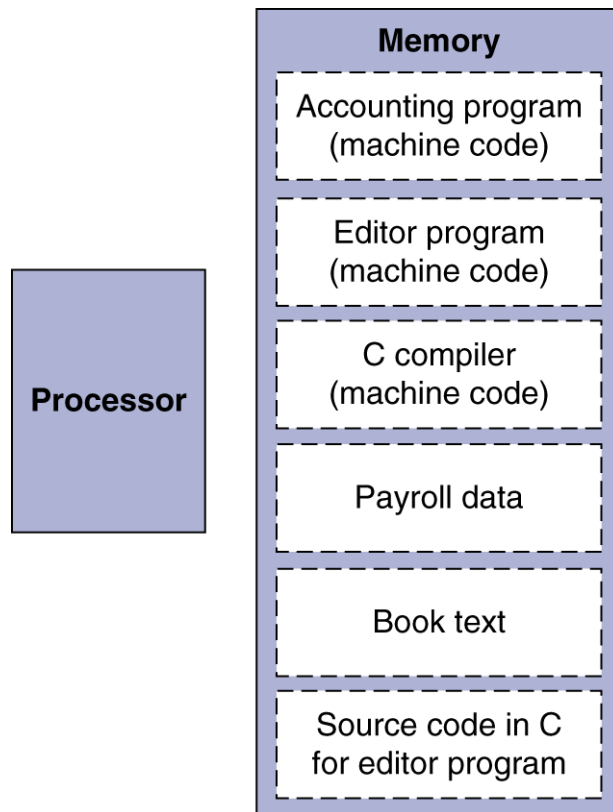 Memory
Accounting program
(machine code)
Editor program
(machine code)
C compiler
(machine code)
Processor
Payroll data
Book text
Source code in C
for editor program